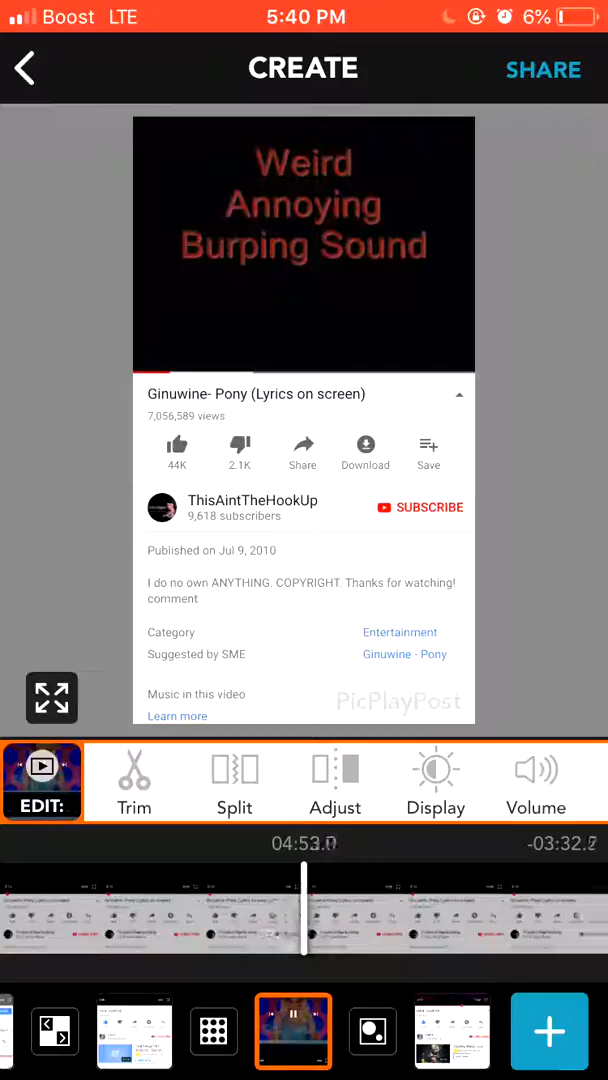 Boost LTE 5:40 PM 6%
CREATE SHARE
Weird
Annoying
Burping Sound
Ginuwine- Pony (Lyrics on screen)
7,056,589 views
44K 2.1K Share Download Save
ThisAintTheHookUp
9,618 subscribers SUBSCRIBE
Published on Jul 9, 2010
I do no own ANYTHING. COPYRIGHT. Thanks for watching!
comment
Category Entertainment
Suggested by SME Ginuwine - Pony
Music in this video
Learn more
PicPlayPost
EDIT: Trim Split Adjust Display Volume